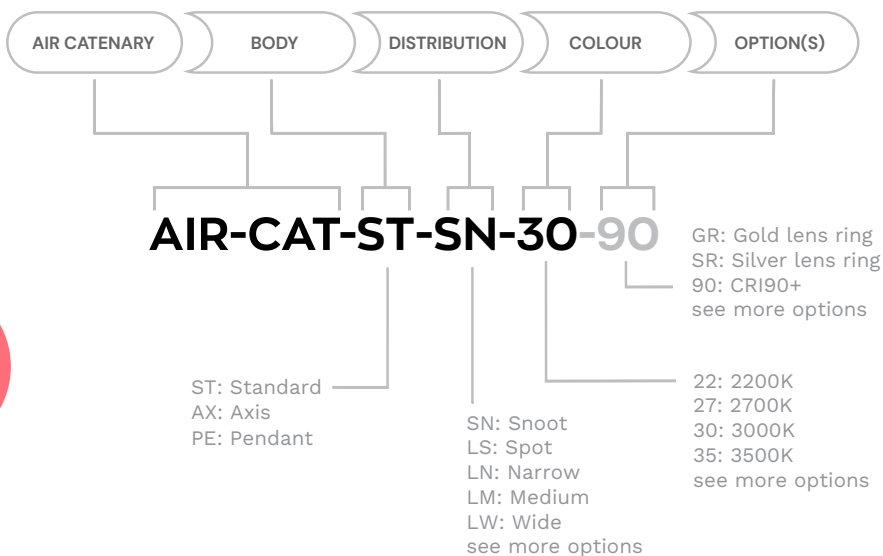 AIR CATENARY
BODY
DISTRIBUTION
COLOUR
OPTION(S)
AIR-CAT-ST-SN-30-90
GR: Gold lens ring
SR: Silver lens ring
90: CRI90+
see more options
ST: Standard
AX: Axis
PE: Pendant
SN: Snoot
LS: Spot
LN: Narrow
LM: Medium
LW: Wide
see more options
22: 2200K
27: 2700K
30: 3000K
35: 3500K
see more options